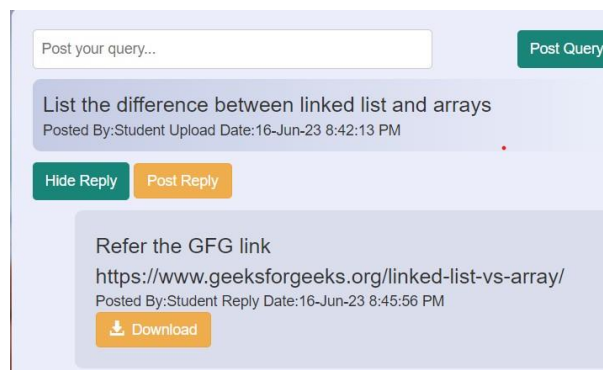 Post your query...
Post Query
List the difference between linked list and arrays
Posted By:Student Upload Date:16-Jun-23 8:42:13 PM
Hide Reply
Post Reply
Refer the GFG link
https://www.geeksforgeeks.org/linked-list-vs-array/
Posted By:Student Reply Date:16-Jun-23 8:45:56 PM
Download